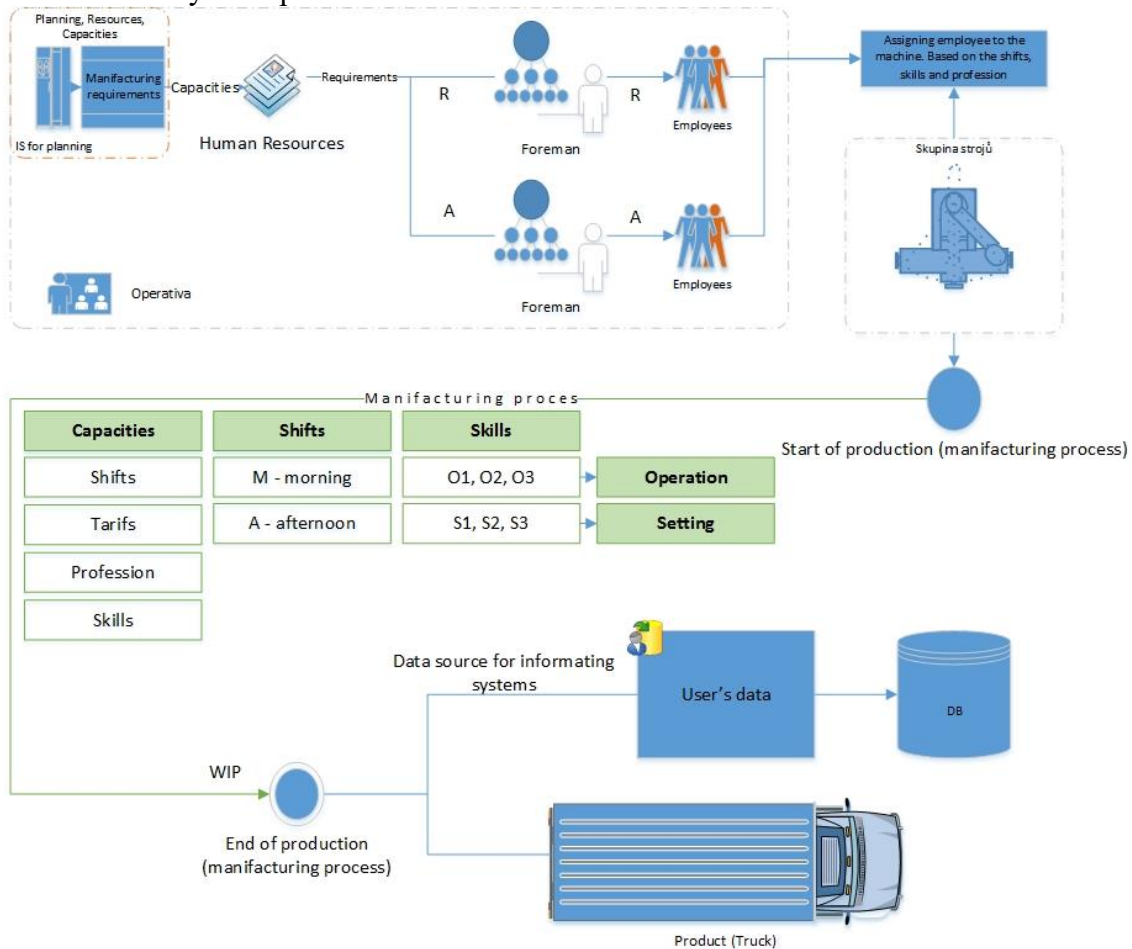 Planning, Resources,
Capacities
Manifacturing
requirements
IS for planning
Capacities
Human Resources
Requirements
R
Foreman
R
Employees
A
Foreman
A
Employees
Operativa
Assigning employee to the
machine. Based on the shifts,
skills and profession
Skupina strojů
Start of production (manifacturing process)
Manifacturing proces
Capacities
Shifts
Tarifs
Profession
Skills
Shifts
M - morning
A - afternoon
Skills
O1, O2, O3
S1, S2, S3
Operation
Setting
WIP
End of production
(manifacturing process)
Data source for informating
systems
User's data
DB
Product (Truck)